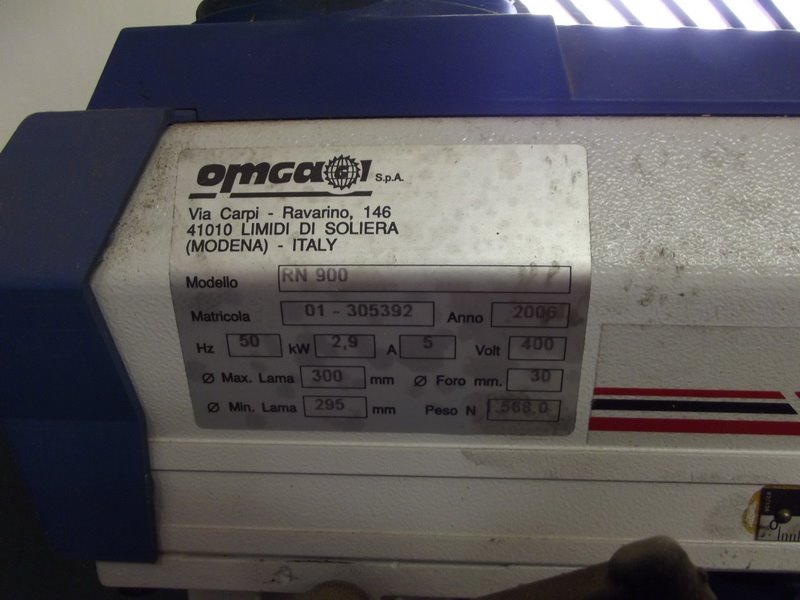 omga S.p.A.
Via Carpi - Ravarino, 146
41010 LIMIDI DI SOLIERA
(MODENA) - ITALY
Modello RN 900
Matricola 01 - 305392 Anno 2006
Hz 50 kW 2,9 A 5 Volt 400
Ø Max. Lama 300 mm Ø Foro mm. 30
Ø Min. Lama 295 mm Peso N 568,0